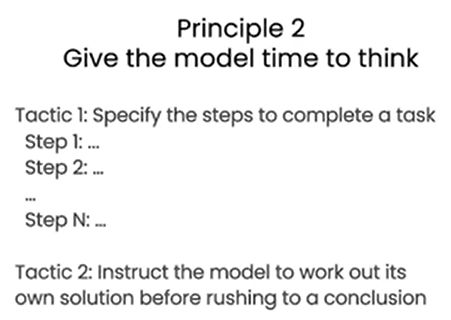 Principle 2
Give the model time to think
Tactic 1: Specify the steps to complete a task
Step 1: ...
Step 2: ...
...
Step N: ...
Tactic 2: Instruct the model to work out its
own solution before rushing to a conclusion